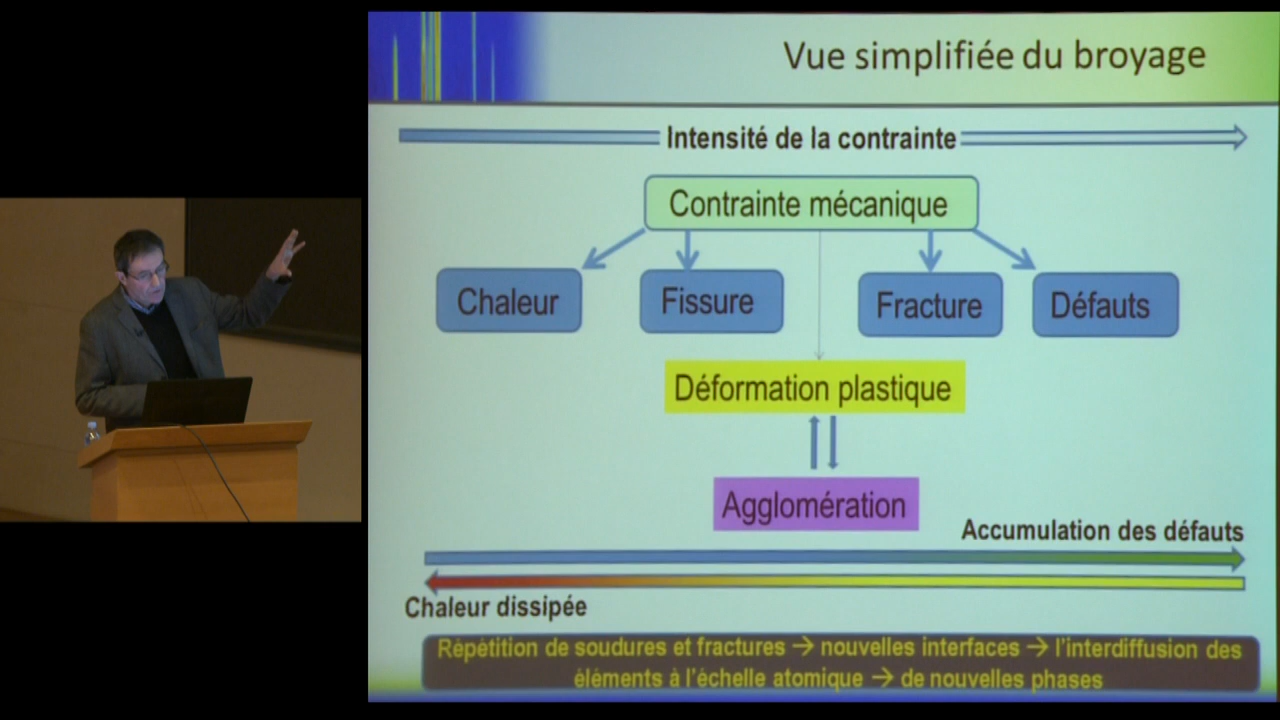 Vue simplifiée du broyage
Intensité de la contrainte
Contrainte mécanique
Chaleur
Fissure
Fracture
Défauts
Déformation plastique
Agglomération
Accumulation des défauts
Chaleur dissipée
Répétition de soudures et fractures → nouvelles interfaces → l'interdiffusion des
éléments à l'échelle atomique → de nouvelles phases